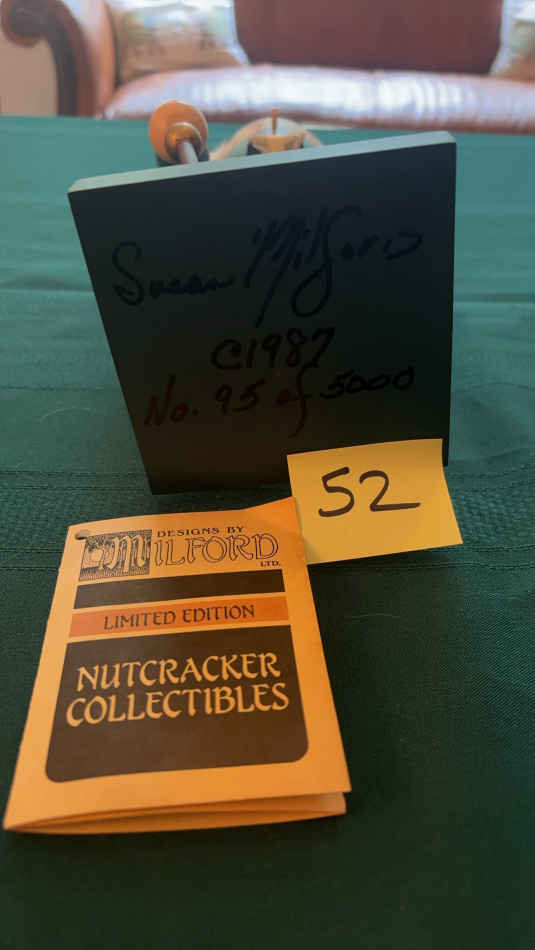 Susan Milford
C1987
No. 95 of 5000
52
DESIGNS BY
MILFORD
LTD.
LIMITED EDITION
NUTCRACKER
COLLECTIBLES